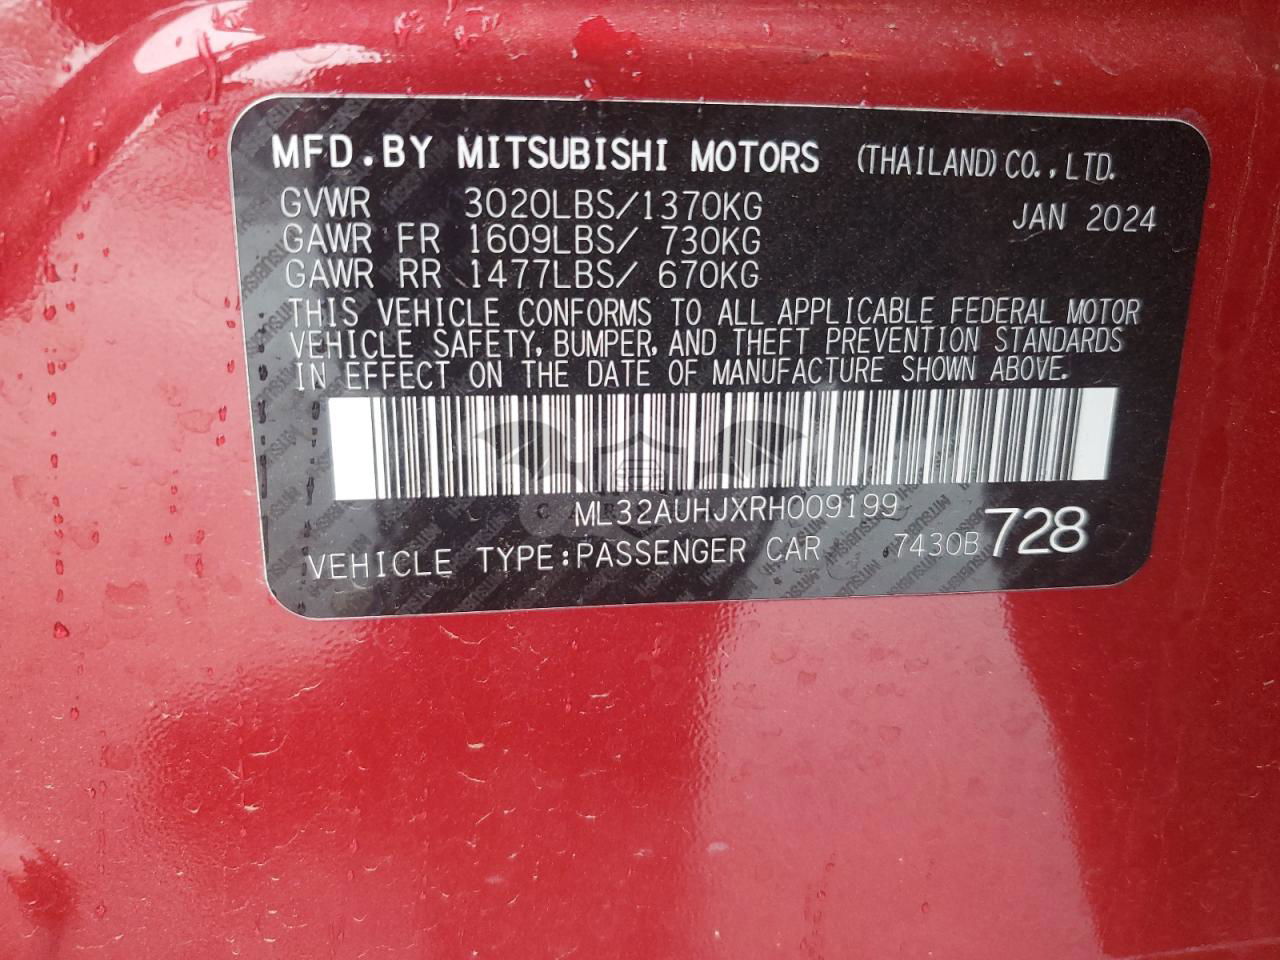 MFD.BY MITSUBISHI MOTORS (THAILAND) CO.,LTD.
GVWR 3020LBS/1370KG JAN 2024
GAWR FR 1609LBS/ 730KG
GAWR RR 1477LBS/ 670KG
THIS VEHICLE CONFORMS TO ALL APPLICABLE FEDERAL MOTOR
VEHICLE SAFETY, BUMPER, AND THEFT PREVENTION STANDARDS
IN EFFECT ON THE DATE OF MANUFACTURE SHOWN ABOVE.
ML32AUHJXRH009199
VEHICLE TYPE:PASSENGER CAR 7430B 728